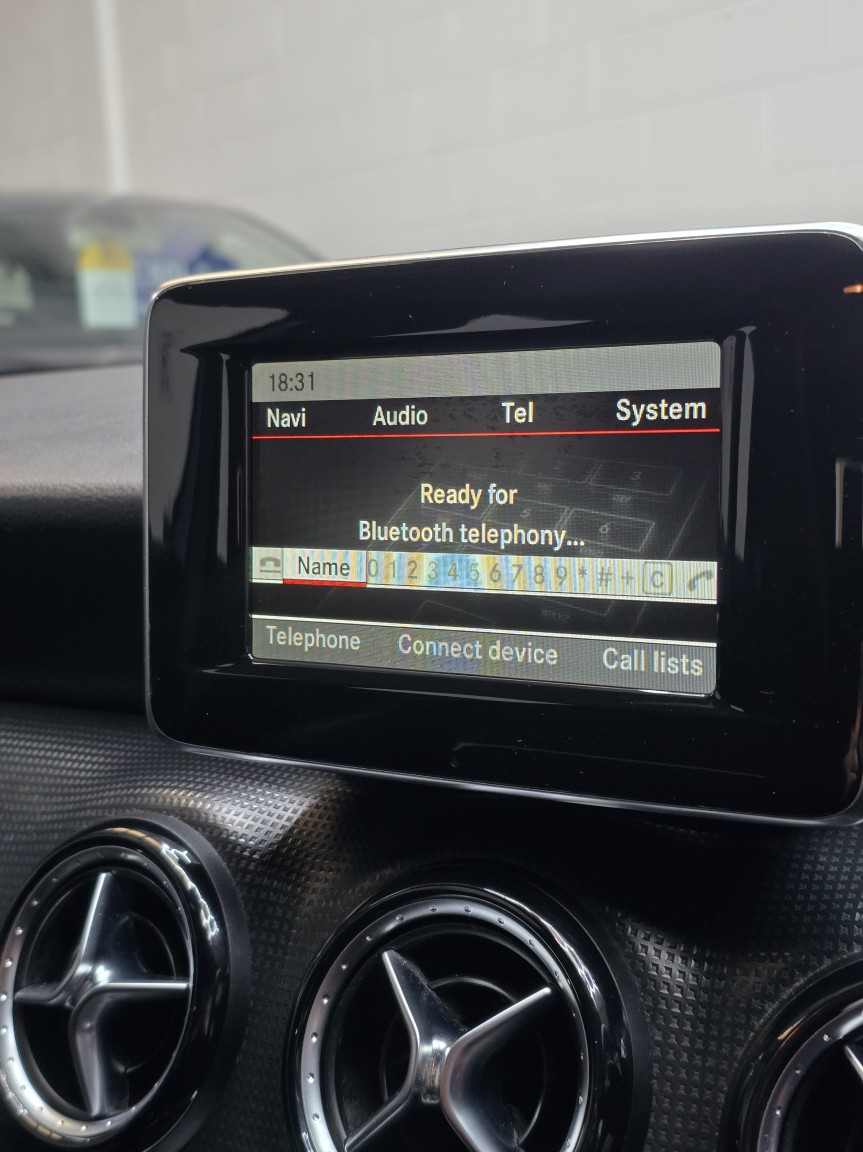 18:31
Navi Audio Tel System
Ready for
Bluetooth telephony...
Name 0 1 2 3 4 5 6 7 8 9 * # + C
Telephone Connect device Call lists